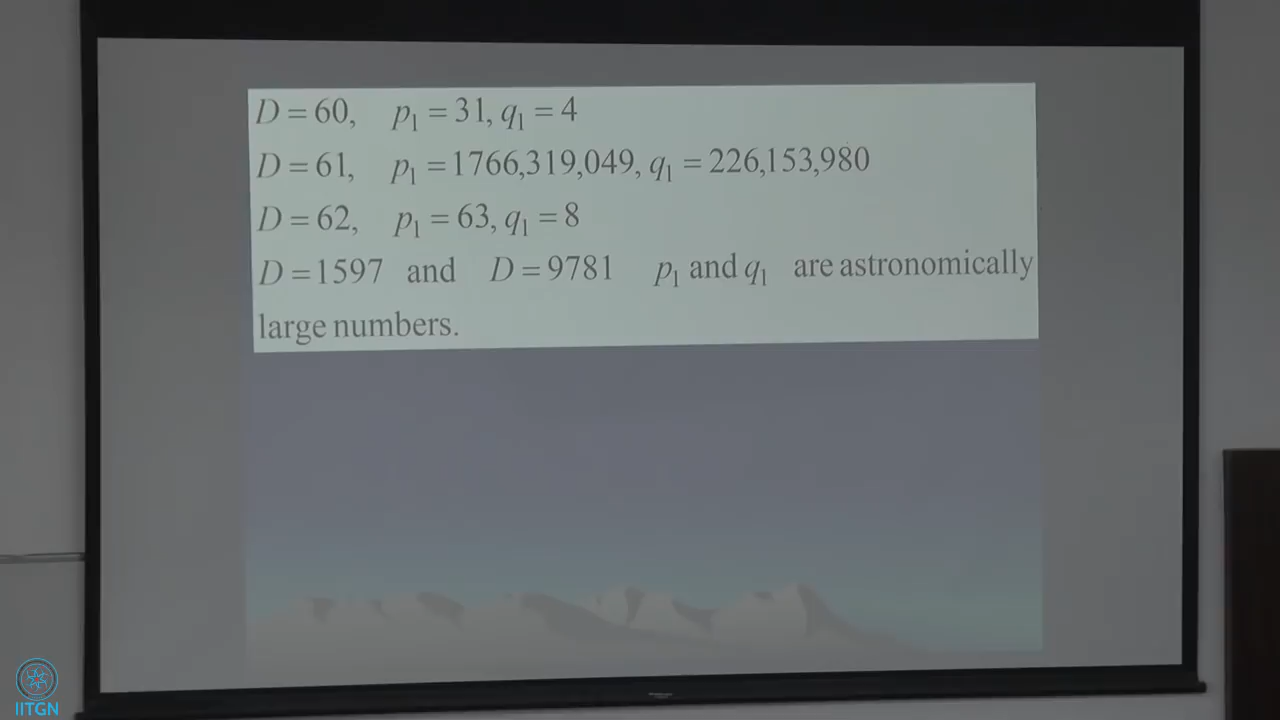 D = 60, p₁ = 31, q₁ = 4
D = 61, p₁ = 1766,319,049, q₁ = 226,153,980
D = 62, p₁ = 63, q₁ = 8
D = 1597 and D = 9781 p₁ and q₁ are astronomically
large numbers.
IITGN